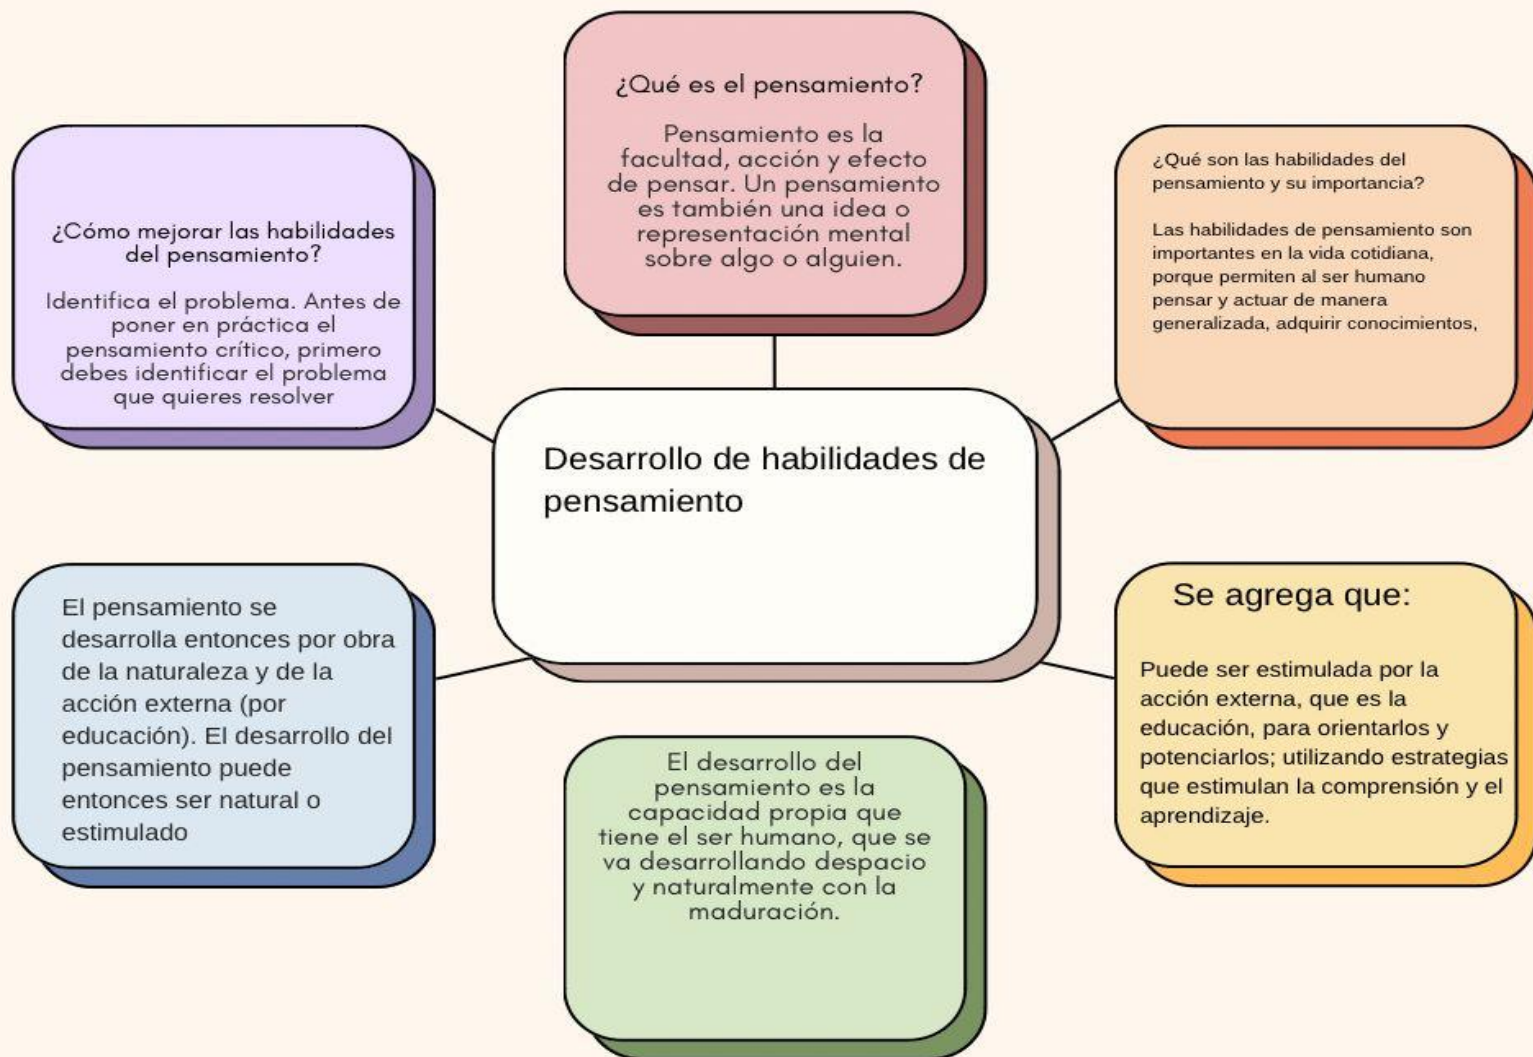 ¿Qué es el pensamiento?
Pensamiento es la
facultad, acción y efecto
de pensar. Un pensamiento
es también una idea o
representación mental
sobre algo o alguien.
¿Cómo mejorar las habilidades
del pensamiento?
Identifica el problema. Antes de
poner en práctica el
pensamiento crítico, primero
debes identificar el problema
que quieres resolver
¿Qué son las habilidades del
pensamiento y su importancia?
Las habilidades de pensamiento son
importantes en la vida cotidiana,
porque permiten al ser humano
pensar y actuar de manera
generalizada, adquirir conocimientos,
Desarrollo de habilidades de
pensamiento
El pensamiento se
desarrolla entonces por obra
de la naturaleza y de la
acción externa (por
educación). El desarrollo del
pensamiento puede
entonces ser natural o
estimulado
Se agrega que:
Puede ser estimulada por la
acción externa, que es la
educación, para orientarlos y
potenciarlos; utilizando estrategias
que estimulan la comprensión y el
aprendizaje.
El desarrollo del
pensamiento es la
capacidad propia que
tiene el ser humano, que se
va desarrollando despacio
y naturalmente con la
maduración.